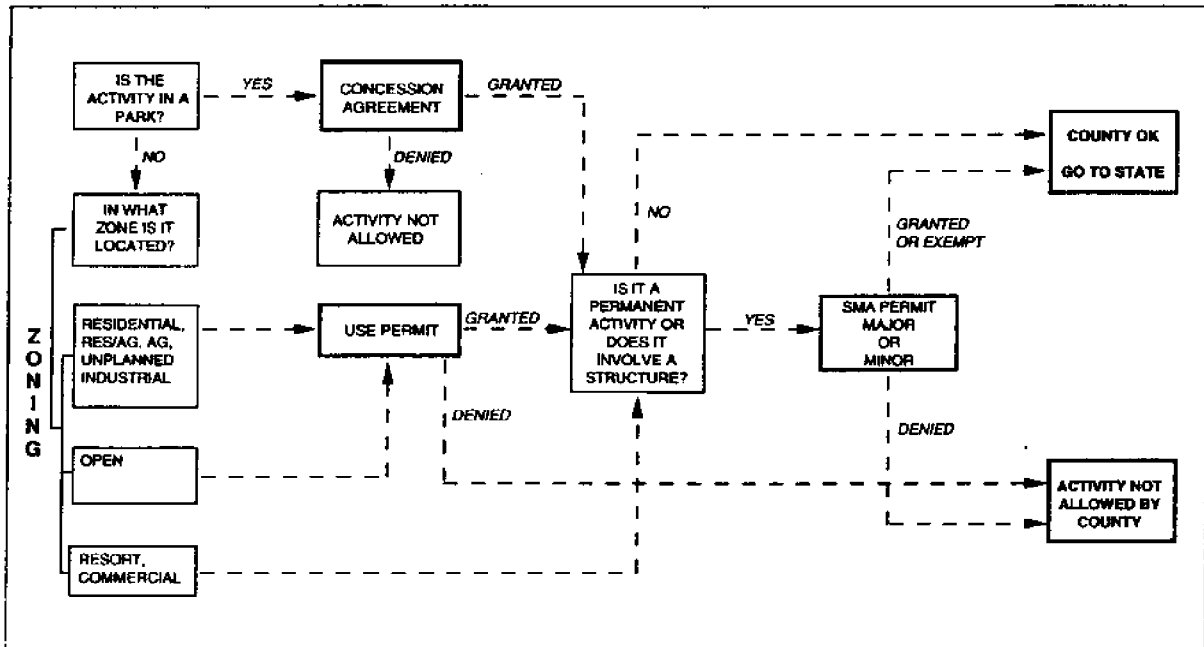 IS THE
ACTIVITY IN A
PARK?
YES
CONCESSION
AGREEMENT
GRANTED
NO
DENIED
COUNTY OK
GO TO STATE
IN WHAT
ZONE IS IT
LOCATED?
ACTIVITY NOT
ALLOWED
NO
GRANTED
OR EXEMPT
ZONING
RESIDENTIAL,
RES/AG, AG,
UNPLANNED
INDUSTRIAL
USE PERMIT
GRANTED
IS IT A
PERMANENT
ACTIVITY OR
DOES IT
INVOLVE A
STRUCTURE?
YES
SMA PERMIT
MAJOR
OR
MINOR
DENIED
DENIED
OPEN
ACTIVITY NOT
ALLOWED BY
COUNTY
RESORT,
COMMERCIAL